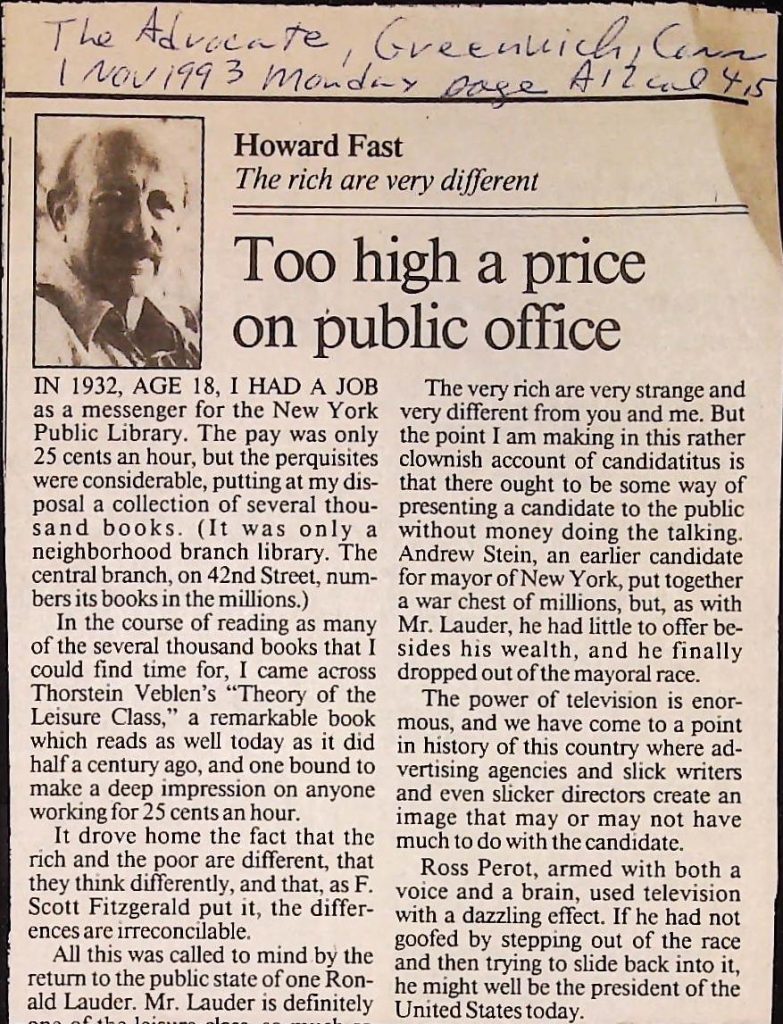 The Advocate, Greenwich, Conn
1 Nov 1993 Monday page A12 col 4,5
Howard Fast
The rich are very different
Too high a price
on public office
IN 1932, AGE 18, I HAD A JOB
as a messenger for the New York
Public Library. The pay was only
25 cents an hour, but the perquisites
were considerable, putting at my dis-
posal a collection of several thou-
sand books. (It was only a
neighborhood branch library. The
central branch, on 42nd Street, num-
bers its books in the millions.)
In the course of reading as many
of the several thousand books that I
could find time for, I came across
Thorstein Veblen's “Theory of the
Leisure Class,” a remarkable book
which reads as well today as it did
half a century ago, and one bound to
make a deep impression on anyone
working for 25 cents an hour.
It drove home the fact that the
rich and the poor are different, that
they think differently, and that, as F.
Scott Fitzgerald put it, the differ-
ences are irreconcilable.
All this was called to mind by the
return to the public state of one Ron-
ald Lauder. Mr. Lauder is definitely
one of the leisure class, so much so
The very rich are very strange and
very different from you and me. But
the point I am making in this rather
clownish account of candidatitus is
that there ought to be some way of
presenting a candidate to the public
without money doing the talking.
Andrew Stein, an earlier candidate
for mayor of New York, put together
a war chest of millions, but, as with
Mr. Lauder, he had little to offer be-
sides his wealth, and he finally
dropped out of the mayoral race.
The power of television is enor-
mous, and we have come to a point
in history of this country where ad-
vertising agencies and slick writers
and even slicker directors create an
image that may or may not have
much to do with the candidate.
Ross Perot, armed with both a
voice and a brain, used television
with a dazzling effect. If he had not
goofed by stepping out of the race
and then trying to slide back into it,
he might well be the president of the
United States today.